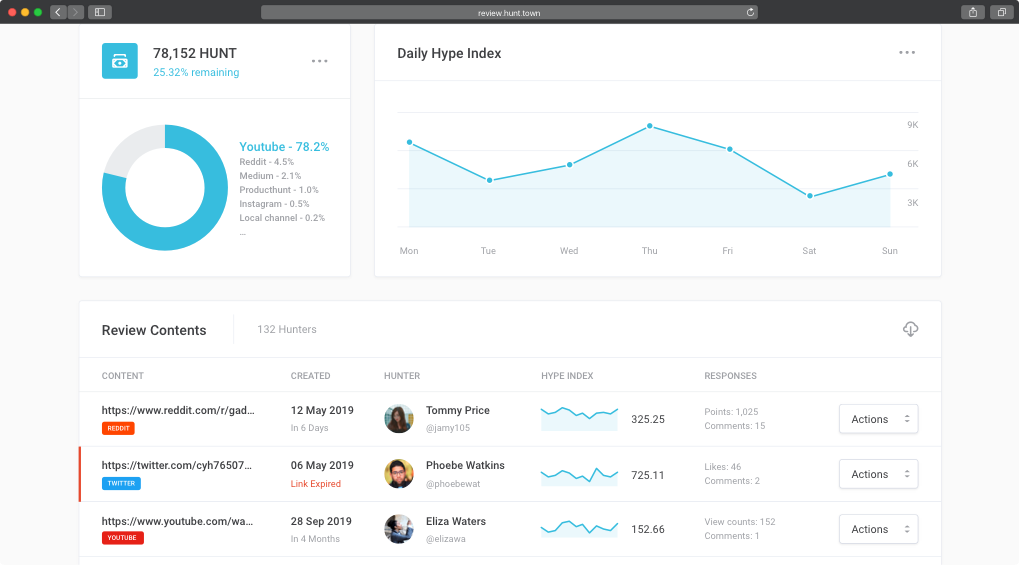 review.hunt.town
78,152 HUNT
25.32% remaining
Youtube - 78.2%
Reddit - 4.5%
Medium - 2.1%
Producthunt - 1.0%
Instagram - 0.5%
Local channel - 0.2%
...
Daily Hype Index
9K
6K
3K
Mon Tue Wed Thu Fri Sat Sun
Review Contents 132 Hunters
CONTENT CREATED HUNTER HYPE INDEX RESPONSES
https://www.reddit.com/r/gad... 12 May 2019 Tommy Price 325.25 Points: 1,025 Actions
REDDIT In 6 Days @jamy105 Comments: 15
https://twitter.com/cyh76507... 06 May 2019 Phoebe Watkins 725.11 Likes: 46 Actions
TWITTER Link Expired @phoebewat Comments: 2
https://www.youtube.com/wa... 28 Sep 2019 Eliza Waters 152.66 View counts: 152 Actions
YOUTUBE In 4 Months @elizawa Comments: 1